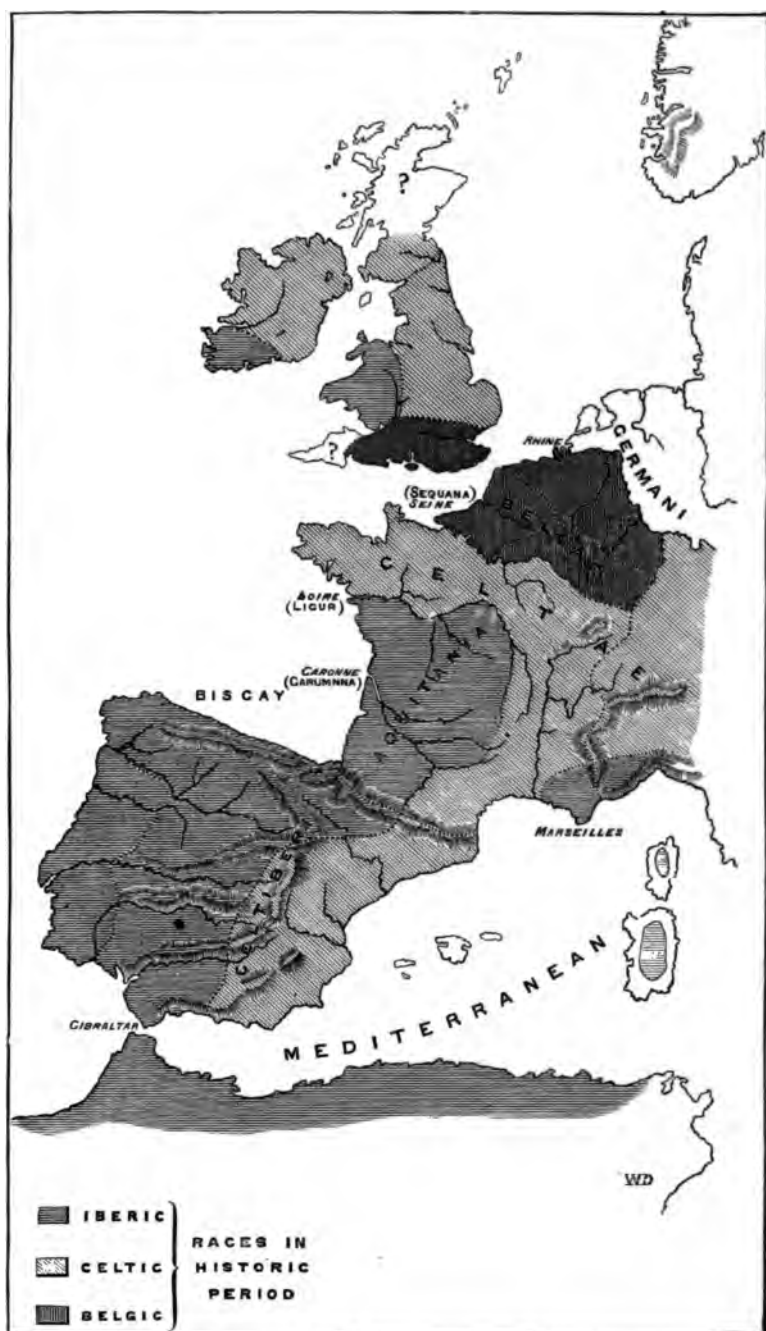 ?
?
RHINE
GERMANI
(SEQUANA)
SEINE
BELGÆ
CELTAE
LOIRE
(LIGUR)
AQUITANIA
GARONNE
(GARUMNNA)
BISCAY
MARSEILLES
CELTIBERI
MEDITERRANEAN
GIBRALTAR
WD
IBERIC
CELTIC
BELGIC
RACES IN
HISTORIC
PERIOD